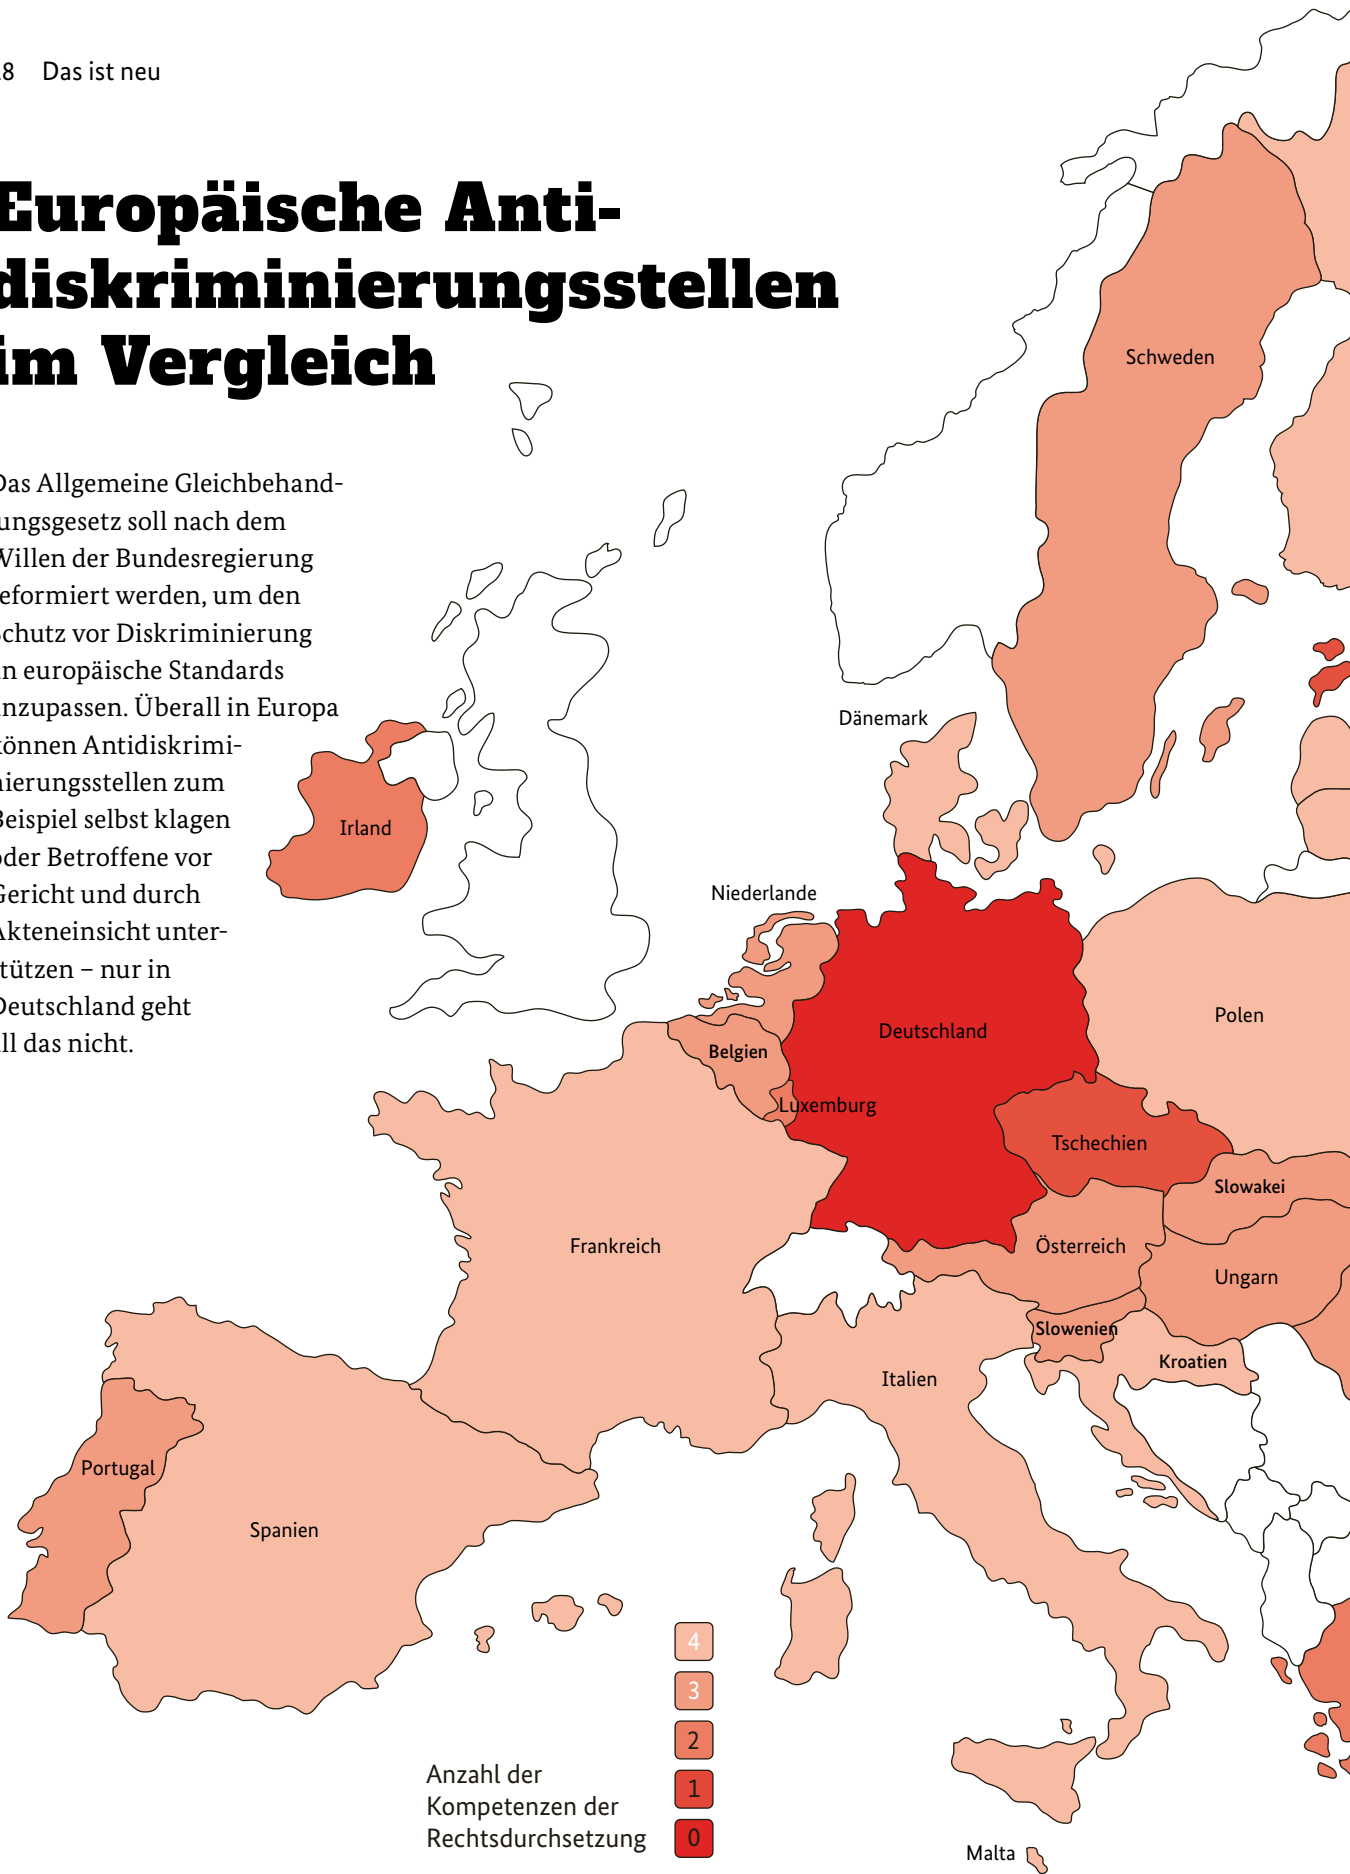 8 Das ist neu
Europäische Anti-
diskriminierungsstellen
im Vergleich
Das Allgemeine Gleichbehand-
ungsgesetz soll nach dem
Willen der Bundesregierung
eformiert werden, um den
Schutz vor Diskriminierung
n europäische Standards
nzupassen. Überall in Europa
können Antidiskrimi-
nierungsstellen zum
Beispiel selbst klagen
oder Betroffene vor
Gericht und durch
Akteneinsicht unter-
tützen – nur in
Deutschland geht
ll das nicht.
Schweden
Dänemark
Irland
Niederlande
Polen
Deutschland
Belgien
Luxemburg
Tschechien
Slowakei
Frankreich
Österreich
Ungarn
Slowenien
Kroatien
Italien
Portugal
Spanien
4
3
2
1
0
Anzahl der
Kompetenzen der
Rechtsdurchsetzung
Malta